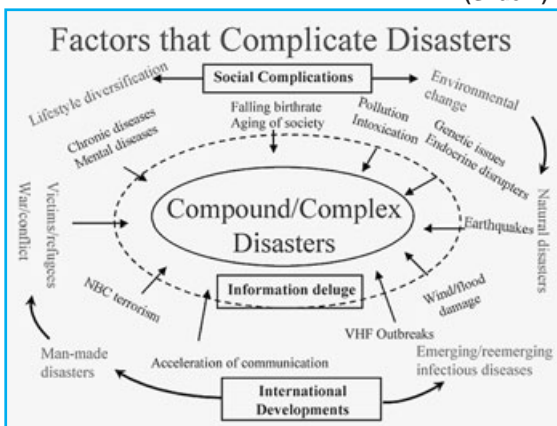 Factors that Complicate Disasters
Social Complications
Lifestyle diversification
Environmental
change
Falling birthrate
Aging of society
Chronic diseases
Mental diseases
Pollution
Intoxication
Genetic issues
Endocrine disrupters
Compound/Complex
Disasters
Victims/refugees
War/conflict
Earthquakes
Natural disasters
Information deluge
NBC terrorism
Wind/flood
damage
VHF Outbreaks
Man-made
disasters
Acceleration of communication
Emerging/reemerging
infectious diseases
International
Developments